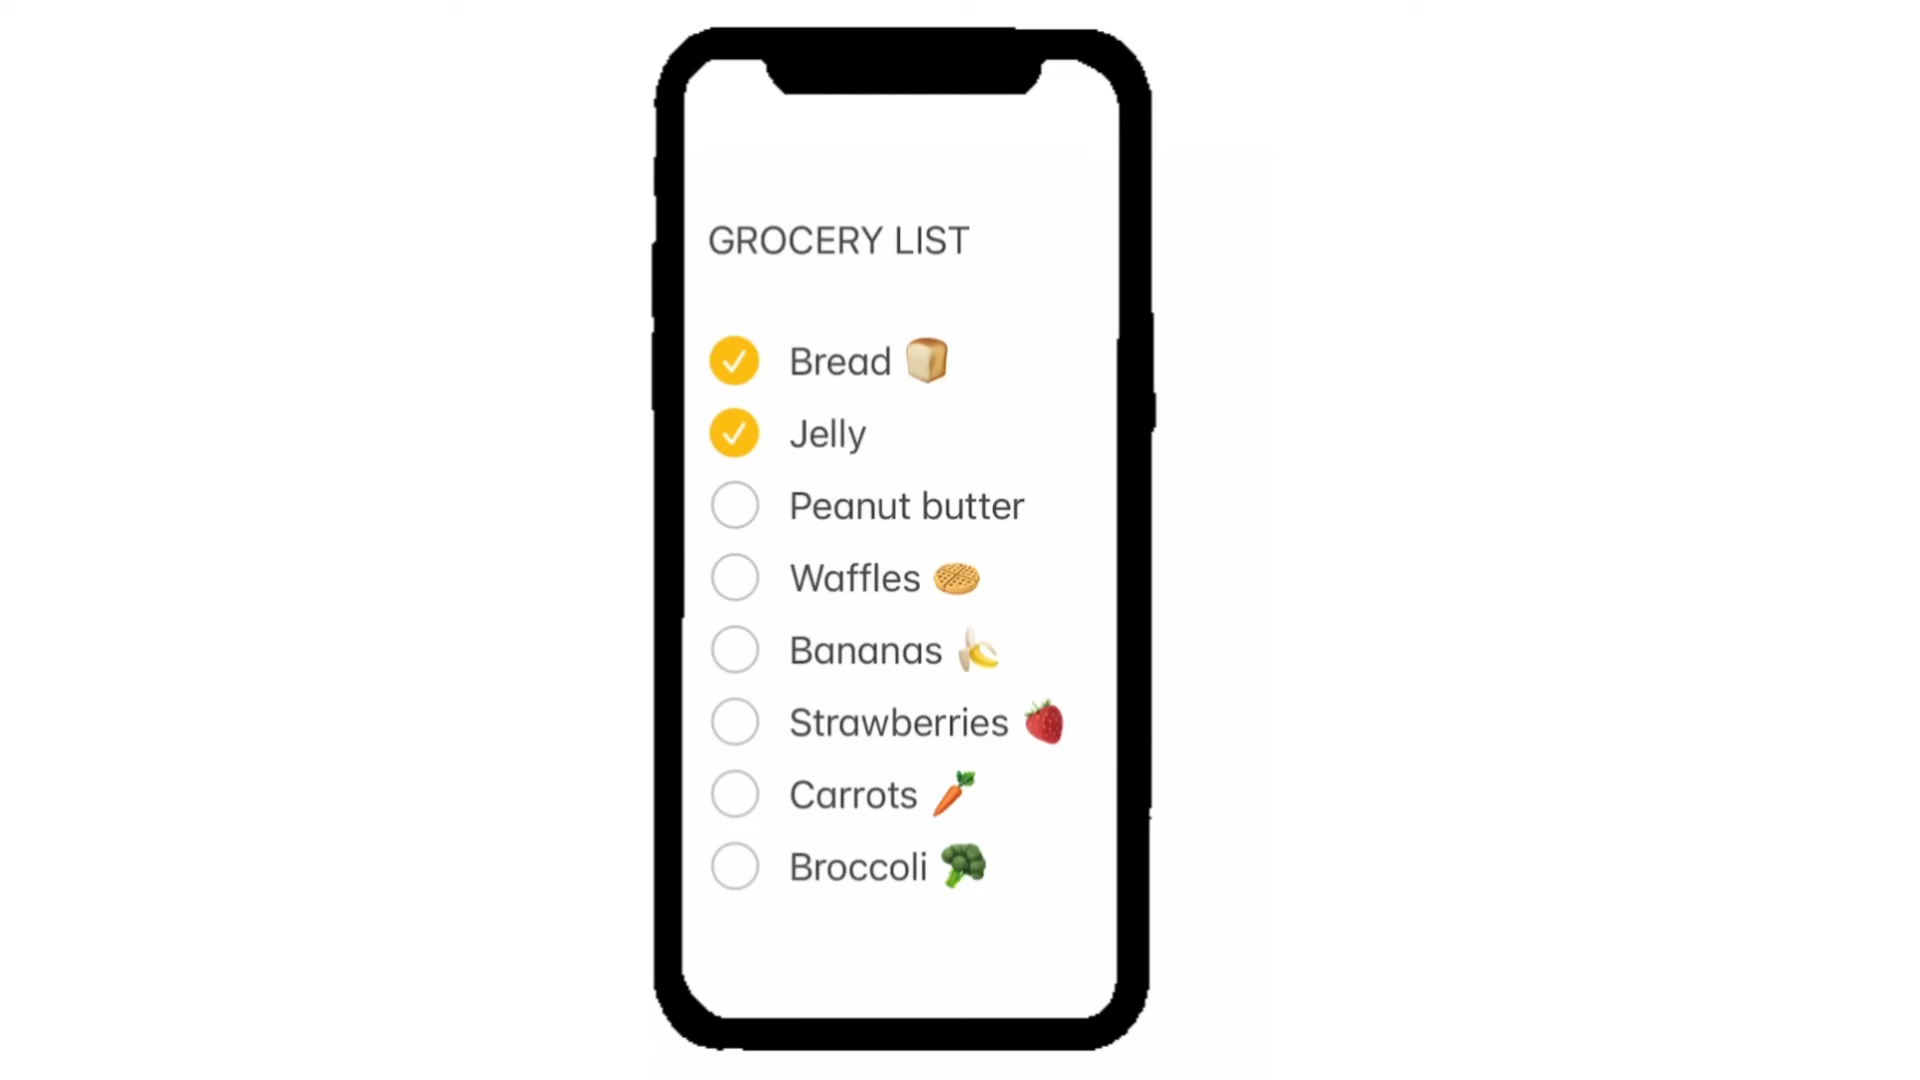 GROCERY LIST
Bread 🍞
Jelly
Peanut butter
Waffles 🧇
Bananas 🍌
Strawberries 🍓
Carrots 🥕
Broccoli 🥦